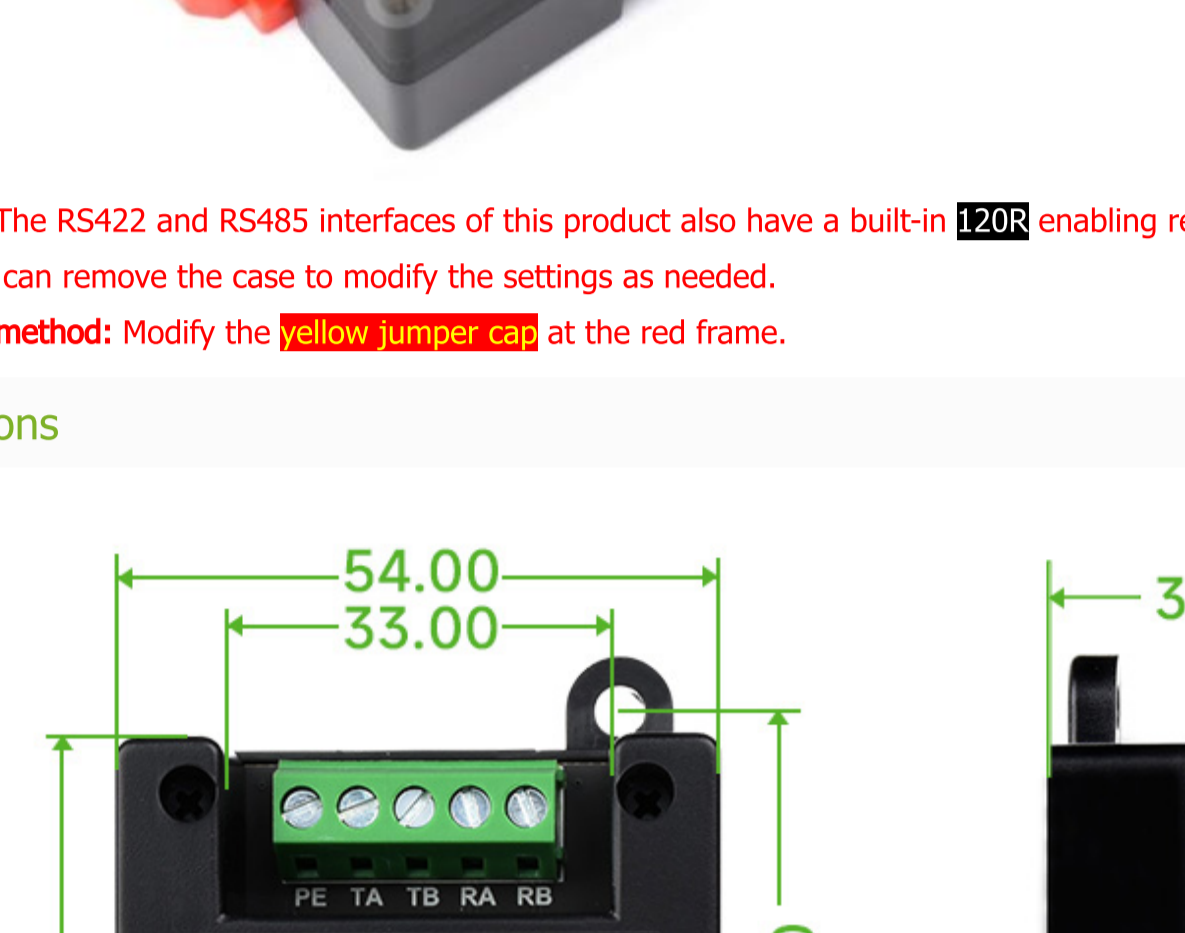 The RS422 and RS485 interfaces of this product also have a built-in 120R enabling
can remove the case to modify the settings as needed.
method: Modify the yellow jumper cap at the red frame.
ons
54.00
33.00
3
PE TA TB RA RB